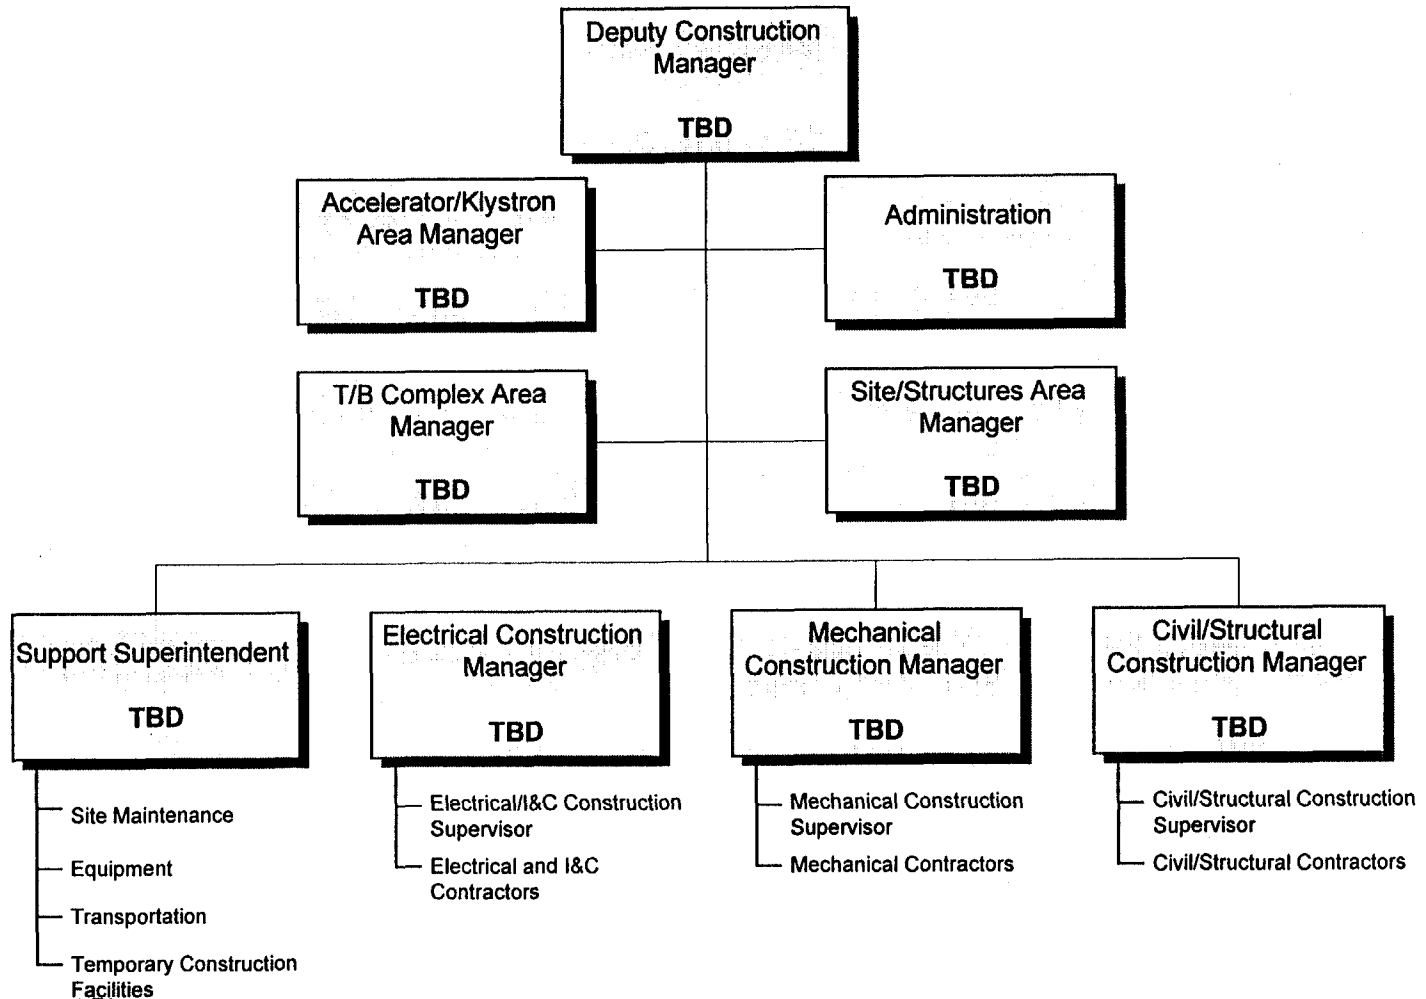 Deputy Construction
Manager
TBD
Accelerator/Klystron
Area Manager
TBD
Administration
TBD
T/B Complex Area
Manager
TBD
Site/Structures Area
Manager
TBD
Support Superintendent
TBD
Site Maintenance
Equipment
Transportation
Temporary Construction
Facilities
Electrical Construction
Manager
TBD
Electrical/I&C Construction
Supervisor
Electrical and I&C
Contractors
Mechanical
Construction Manager
TBD
Mechanical Construction
Supervisor
Mechanical Contractors
Civil/Structural
Construction Manager
TBD
Civil/Structural Construction
Supervisor
Civil/Structural Contractors